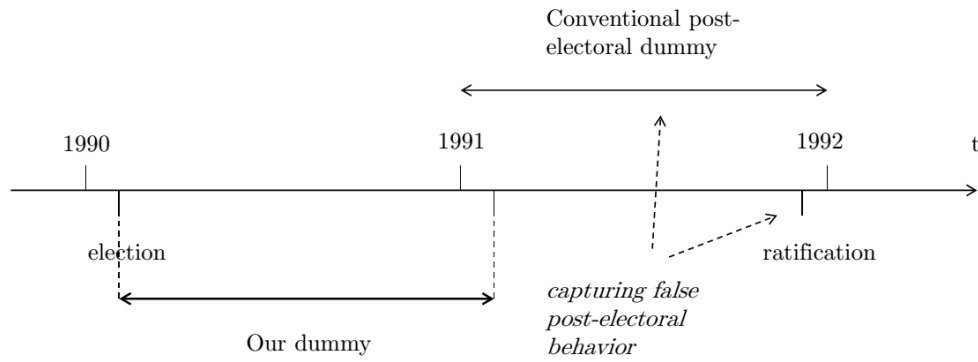 Conventional post-
electoral dummy
1990
1991
1992
t
election
ratification
capturing false
post-electoral
behavior
Our dummy